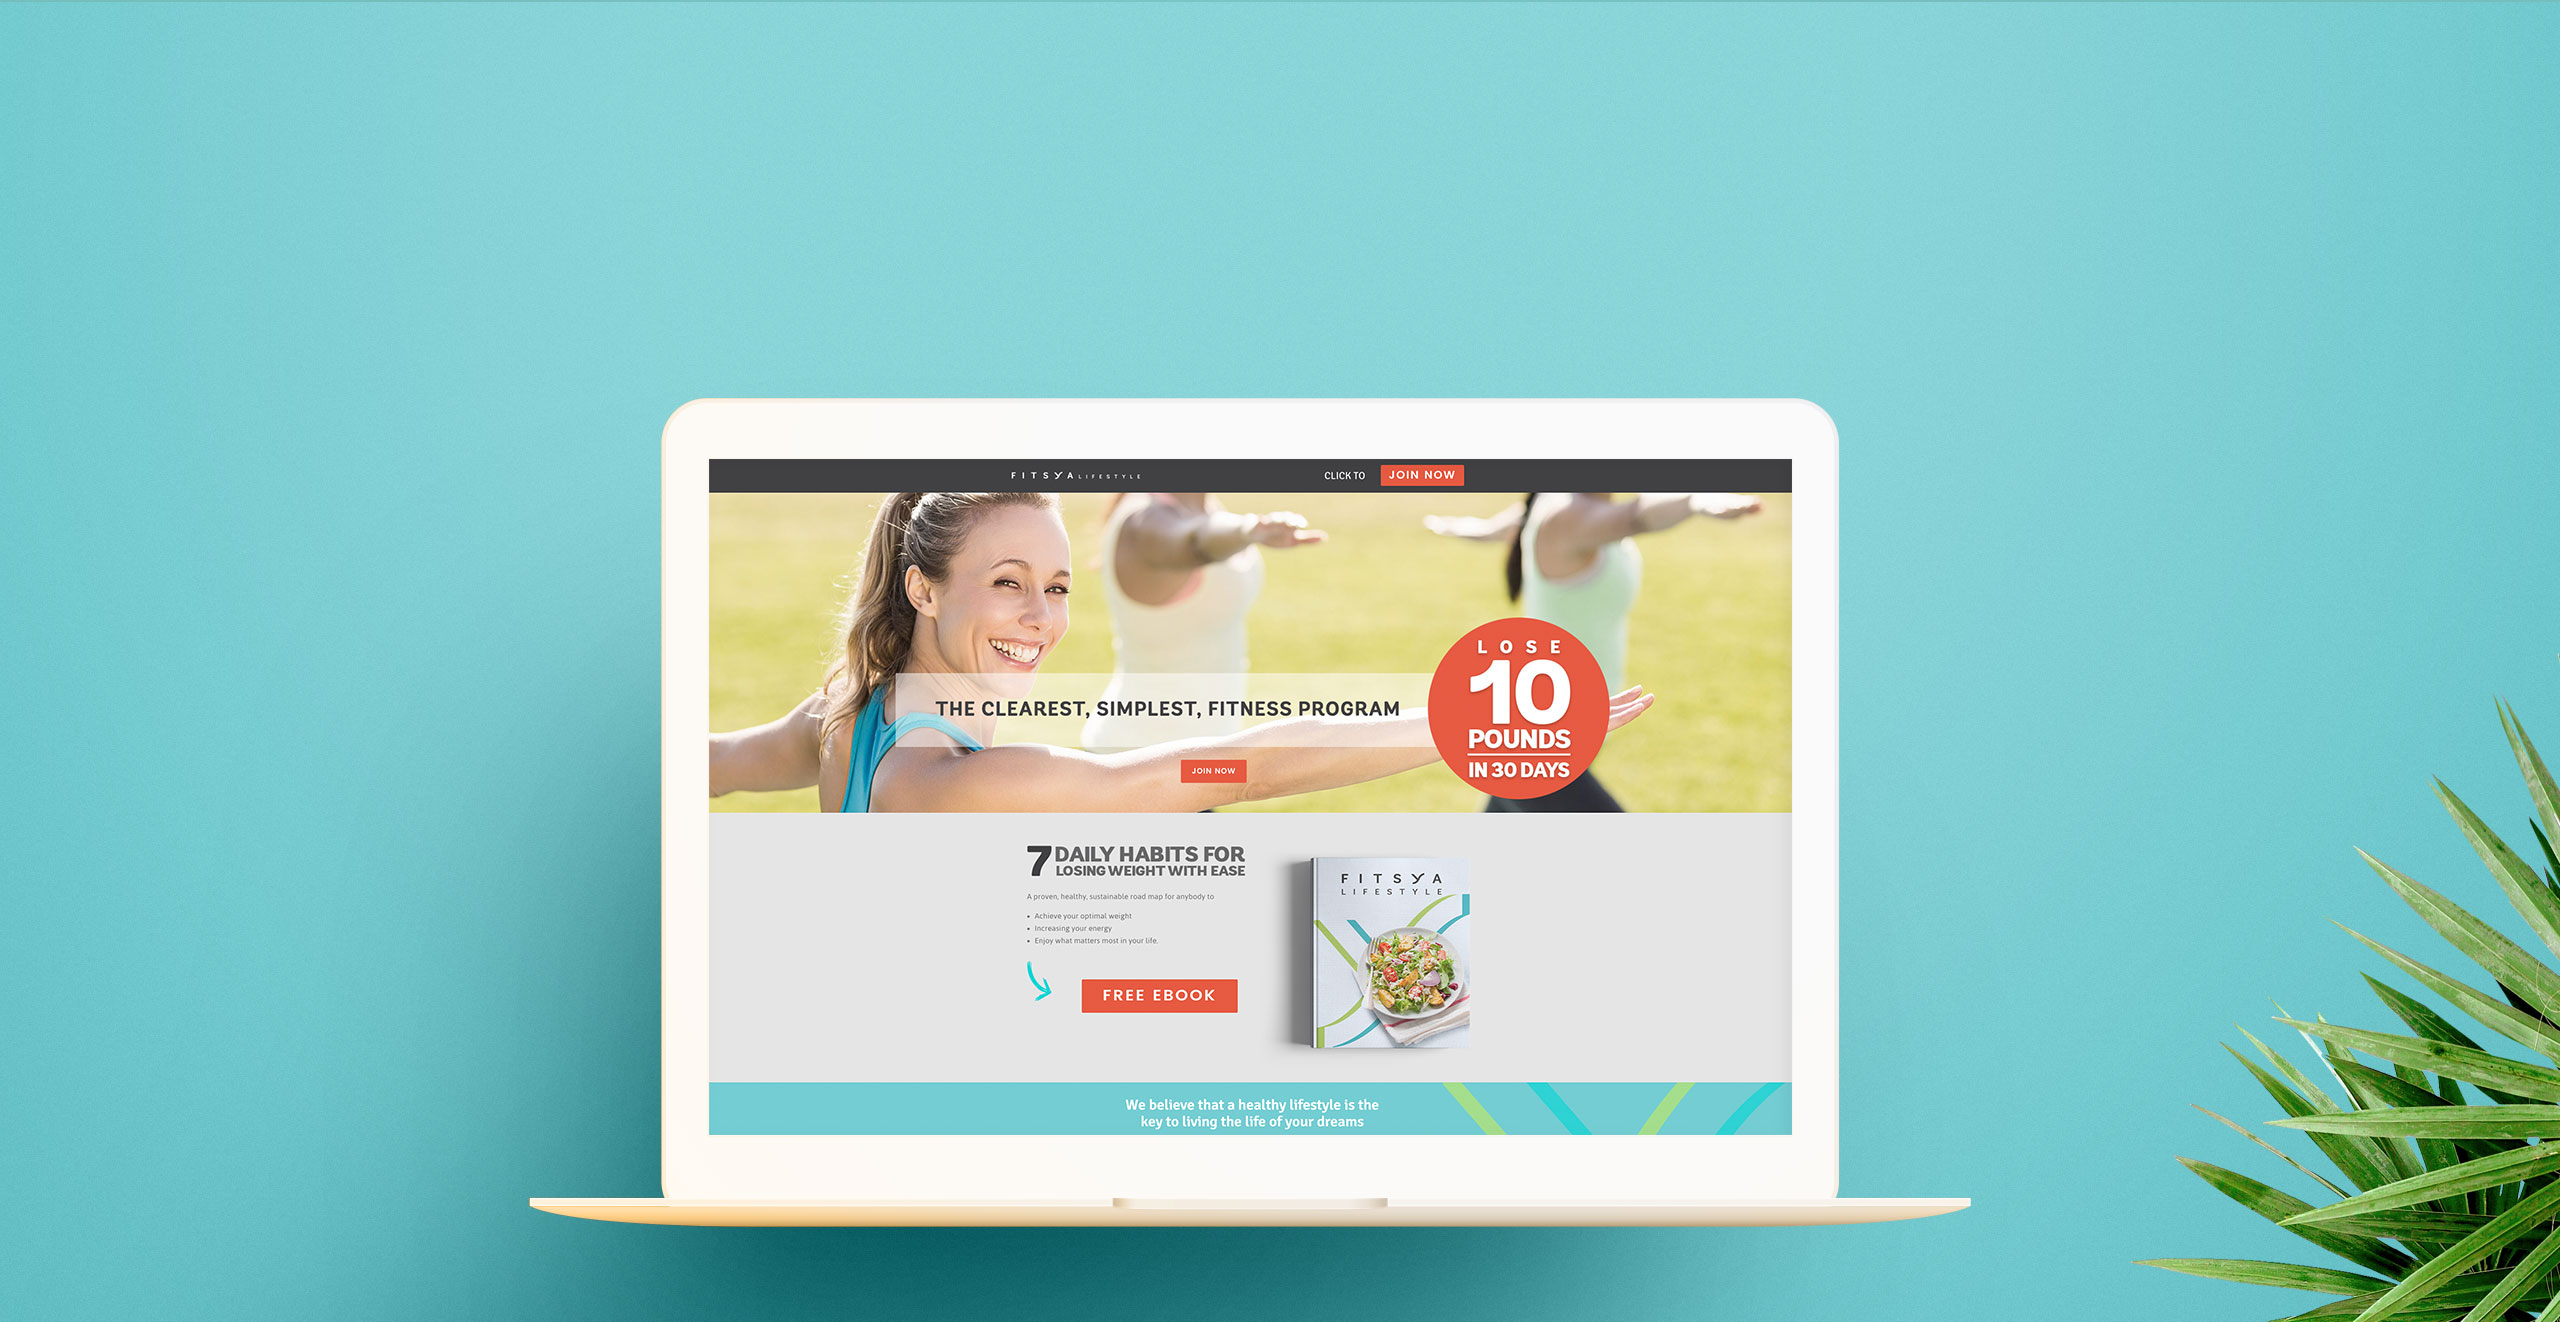 FITSYA LIFESTYLE
CLICK TO
JOIN NOW
THE CLEAREST, SIMPLEST, FITNESS PROGRAM
JOIN NOW
LOSE
10
POUNDS
IN 30 DAYS
7 DAILY HABITS FOR
LOSING WEIGHT WITH EASE
A proven, healthy, sustainable road map for anybody to
• Achieve your optimal weight
• Increasing your energy
• Enjoy what matters most in your life.
FREE EBOOK
FITSYA
LIFESTYLE
We believe that a healthy lifestyle is the
key to living the life of your dreams